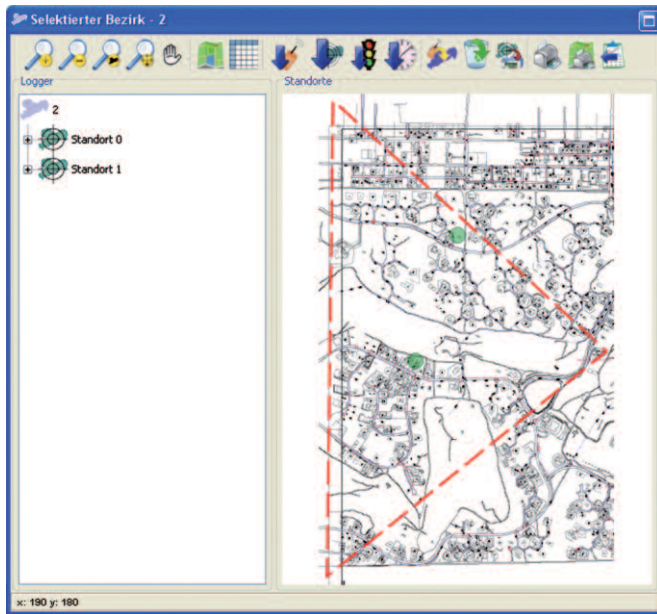 Selektierter Bezirk - 2
Logger
Standorte
2
Standort 0
Standort 1
x: 190 y: 180